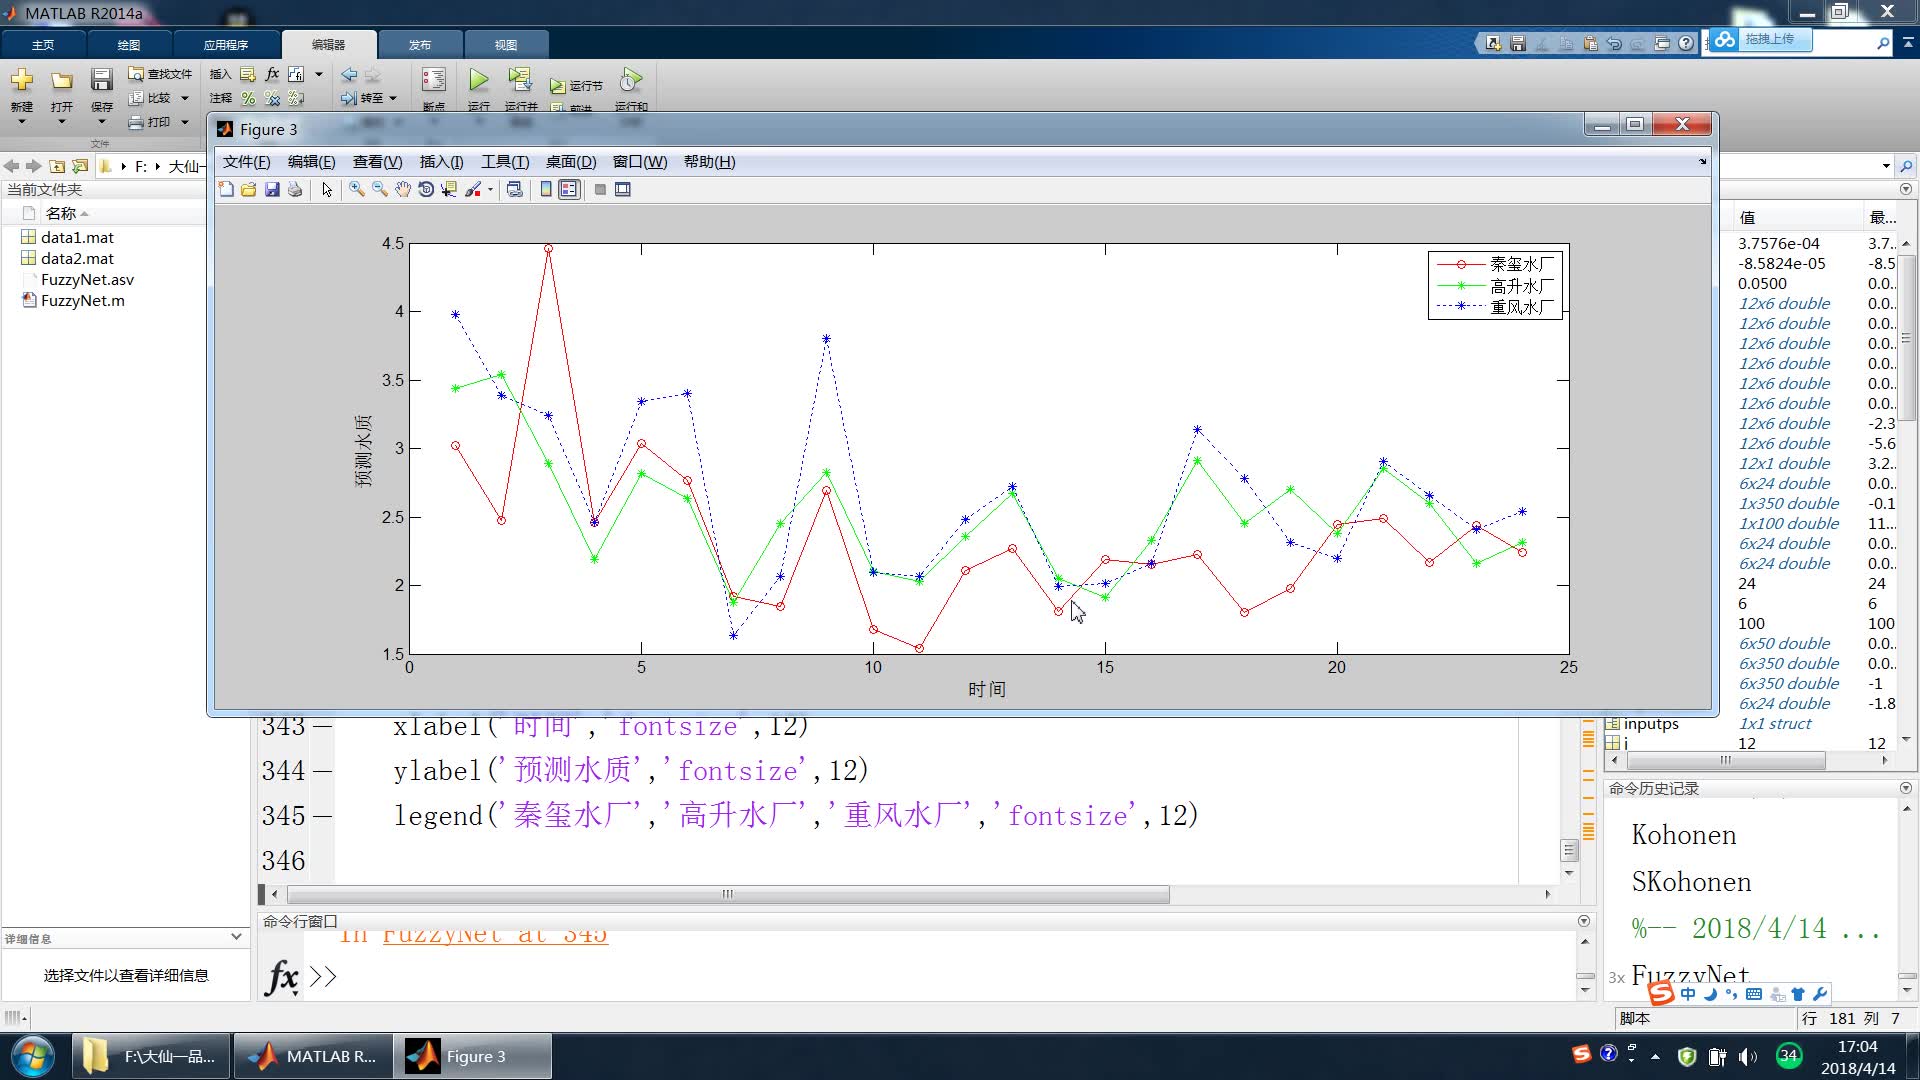 MATLAB R2014a
主页 绘图 应用程序 编辑器 发布 视图
拖拽上传
新建 打开 保存 查找文件 比较 打印
插入 注释 转至
断点 运行 运行节
文件
F: 大仙一
当前文件夹
名称
data1.mat
data2.mat
FuzzyNet.asv
FuzzyNet.m
详细信息
选择文件以查看详细信息
Figure 3
文件(F) 编辑(E) 查看(V) 插入(I) 工具(T) 桌面(D) 窗口(W) 帮助(H)
4.5
4
3.5
3
2.5
2
1.5
0 5 10 15 20 25
预测水质
时间
秦玺水厂
高升水厂
重风水厂
343 xlabel('时间','fontsize',12)
344 ylabel('预测水质','fontsize',12)
345 legend('秦玺水厂','高升水厂','重风水厂','fontsize',12)
346
命令行窗口
In FuzzyNet at 345
fx >>
值 最...
3.7576e-04 3.7..
-8.5824e-05 -8.5
0.0500 0.0..
12x6 double 0.0..
12x6 double 0.0..
12x6 double 0.0..
12x6 double 0.0..
12x6 double 0.0..
12x6 double 0.0..
12x6 double -2.3
12x6 double -5.6
12x1 double 3.2..
6x24 double 0.0..
1x350 double -0.1
1x100 double 11...
6x24 double 0.0..
6x24 double 0.0..
24 24
6 6
100 100
6x50 double 0.0..
6x350 double 0.0..
6x350 double -1
6x24 double -1.8
inputps 1x1 struct
i 12 12
命令历史记录
Kohonen
SKohonen
%-- 2018/4/14 ...
3x FuzzyNet
中
脚本 行 181 列 7
F:\大仙一品...
MATLAB R...
Figure 3
34
17:04
2018/4/14